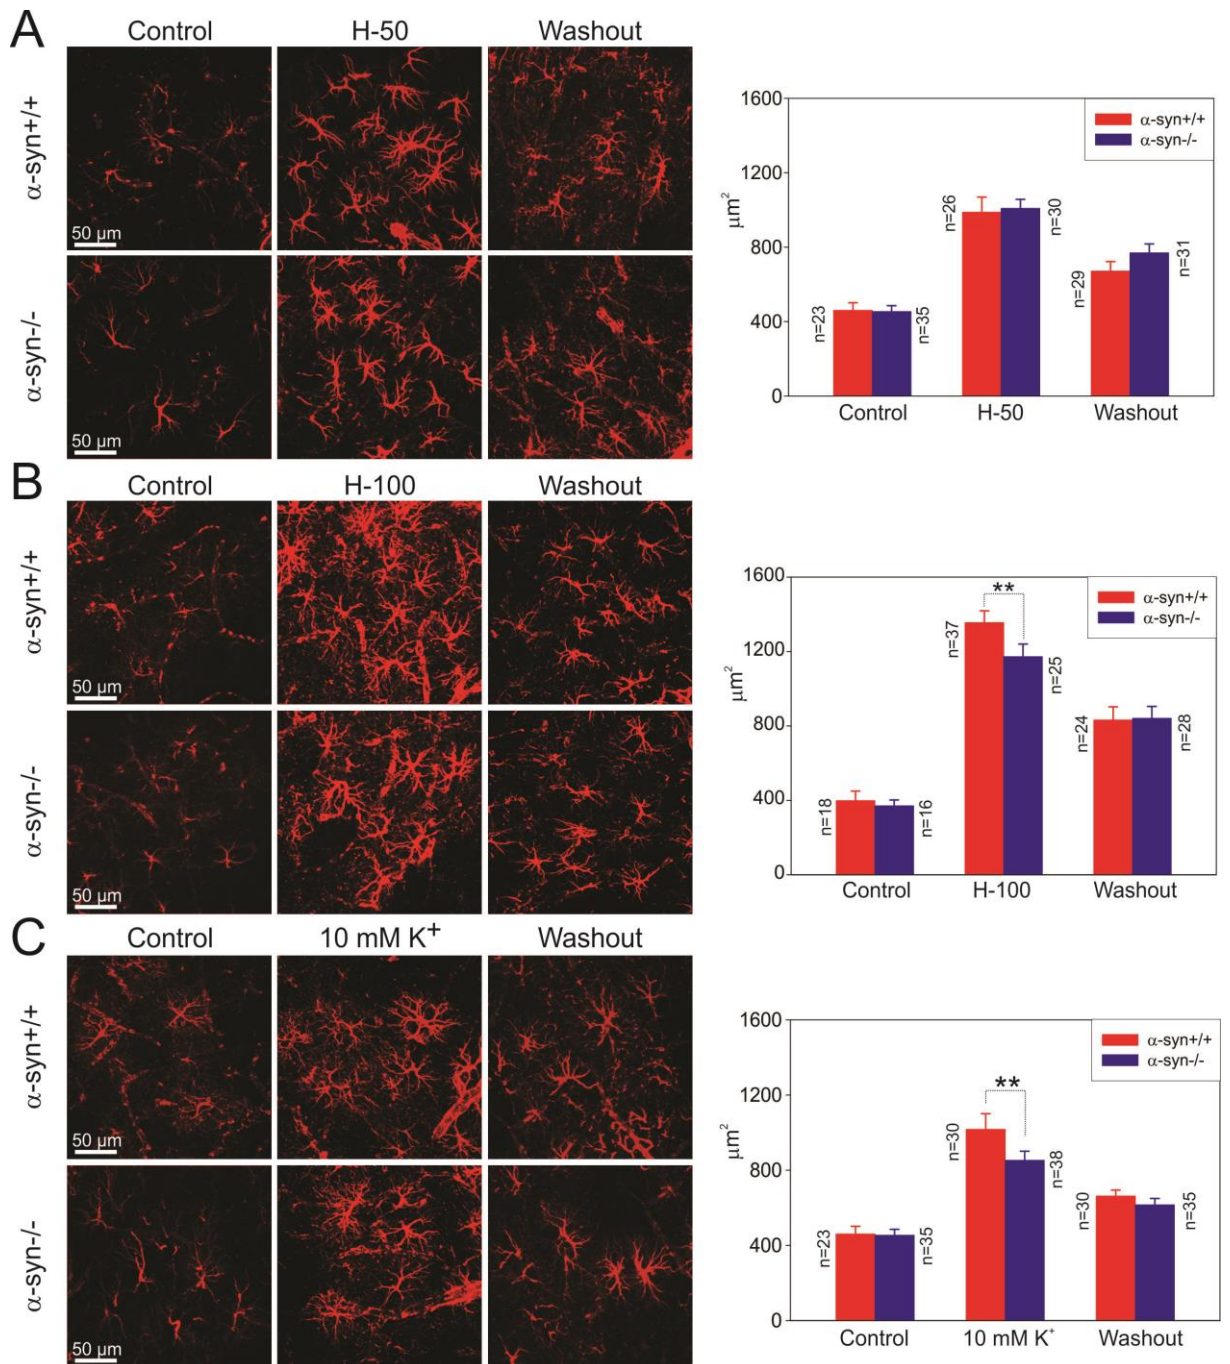 A
Control
H-50
Washout
α-syn+/+
50 μm
α-syn-/-
50 μm
1600
1200
800
400
0
μm²
α-syn+/+
α-syn-/-
n=23
n=35
n=26
n=30
n=29
n=31
Control
H-50
Washout
B
Control
H-100
Washout
α-syn+/+
50 μm
α-syn-/-
50 μm
1600
1200
800
400
0
μm²
α-syn+/+
α-syn-/-
**
n=18
n=16
n=37
n=25
n=24
n=28
Control
H-100
Washout
C
Control
10 mM K⁺
Washout
α-syn+/+
50 μm
α-syn-/-
50 μm
1600
1200
800
400
0
μm²
α-syn+/+
α-syn-/-
**
n=23
n=35
n=30
n=38
n=30
n=35
Control
10 mM K⁺
Washout